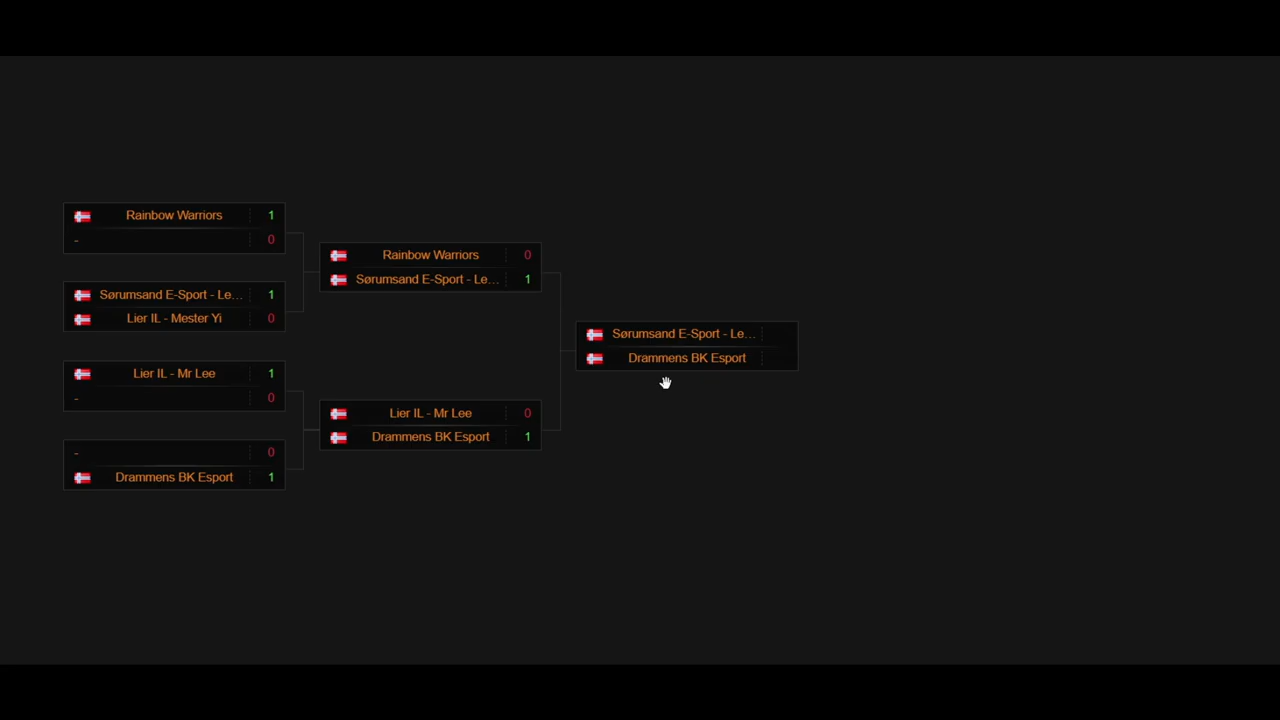 Rainbow Warriors 1
- 0
Sørumsand E-Sport - Le... 1
Lier IL - Mester Yi 0
Lier IL - Mr Lee 1
- 0
- 0
Drammens BK Esport 1
Rainbow Warriors 0
Sørumsand E-Sport - Le... 1
Lier IL - Mr Lee 0
Drammens BK Esport 1
Sørumsand E-Sport - Le...
Drammens BK Esport